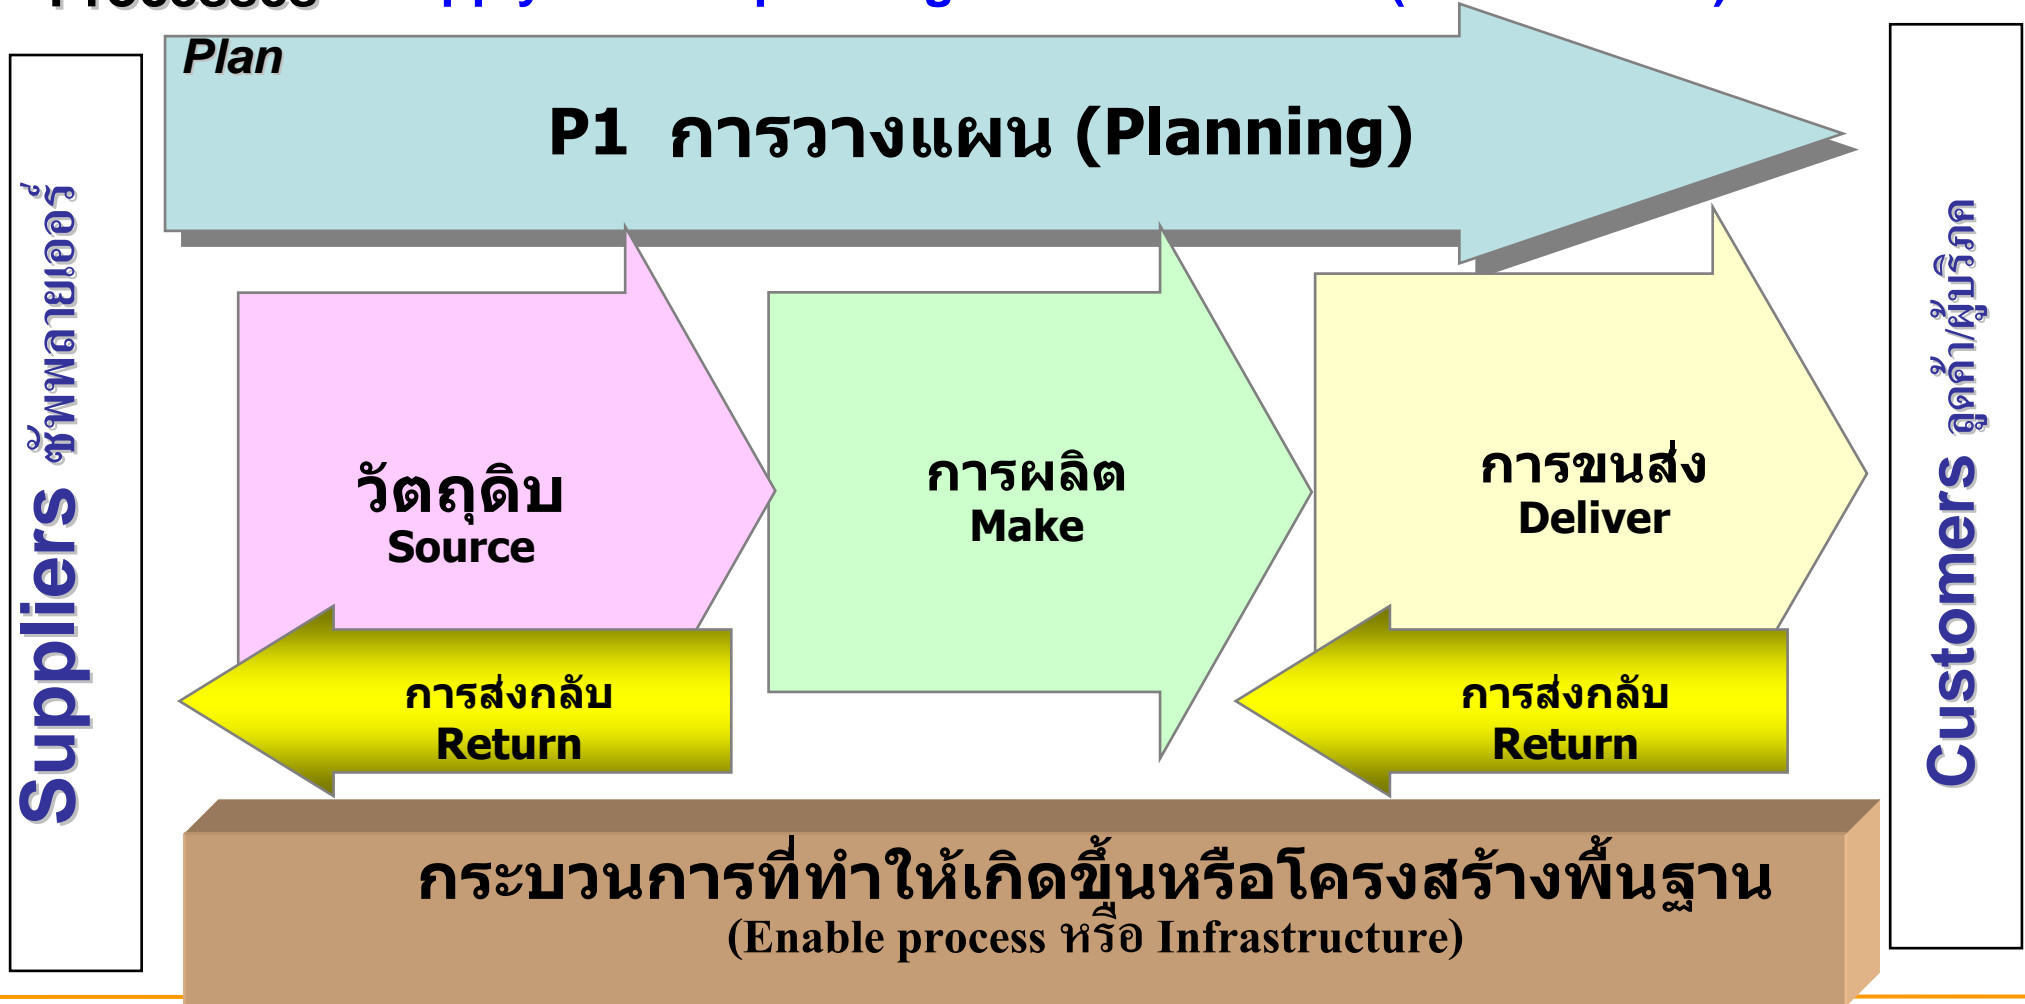 Plan
P1 การวางแผน (Planning)
Suppliers ซัพพลายเออร์
วัตถุดิบ
Source
การผลิต
Make
การขนส่ง
Deliver
การส่งกลับ
Return
การส่งกลับ
Return
Customers ลูกค้า/ผู้บริโภค
กระบวนการที่ทำให้เกิดขึ้นหรือโครงสร้างพื้นฐาน
(Enable process หรือ Infrastructure)